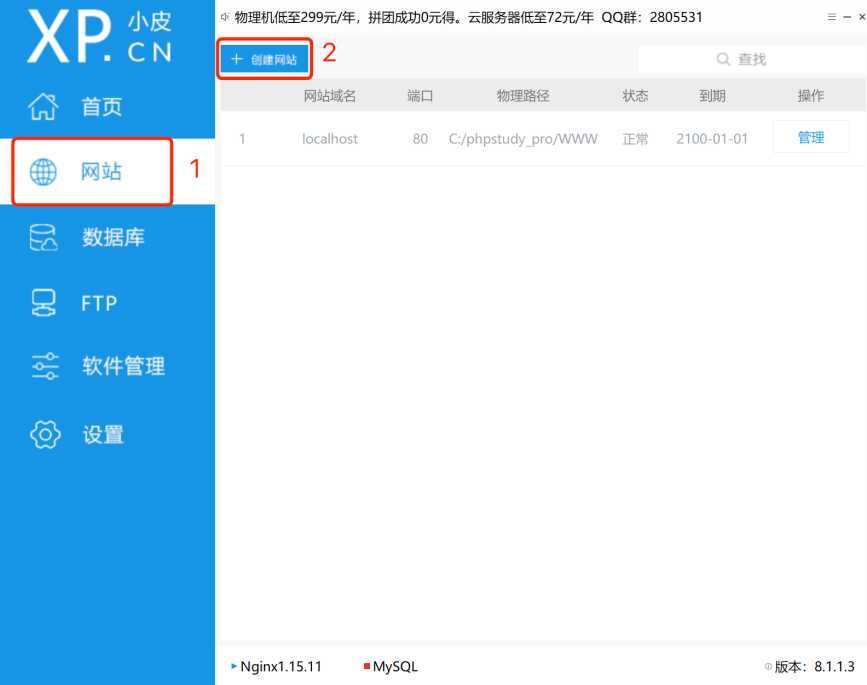 XP.CN 小皮
物理机低至299元/年，拼团成功0元得。云服务器低至72元/年 QQ群：2805531
首页
网站 1
数据库
FTP
软件管理
设置
+ 创建网站 2 查找
网站域名 端口 物理路径 状态 到期 操作
1 localhost 80 C:/phpstudy_pro/WWW 正常 2100-01-01 管理
Nginx1.15.11 MySQL 版本：8.1.1.3